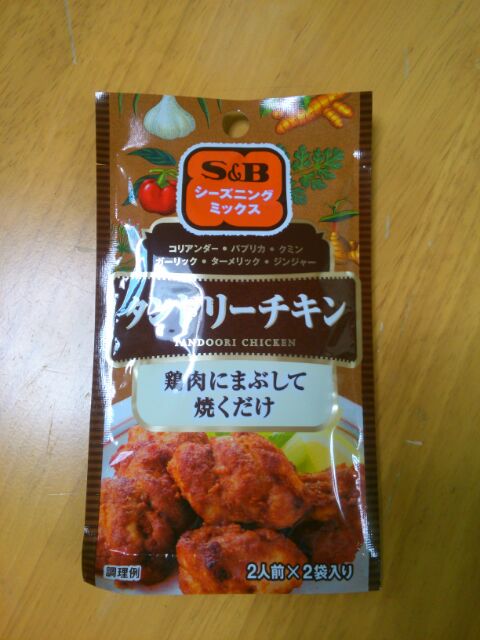 S&B
シーズニング
ミックス
コリアンダー・パプリカ・クミン
ガーリック・ターメリック・ジンジャー
タンドリーチキン
TANDOORI CHICKEN
鶏肉にまぶして
焼くだけ
調理例
2人前×2袋入り